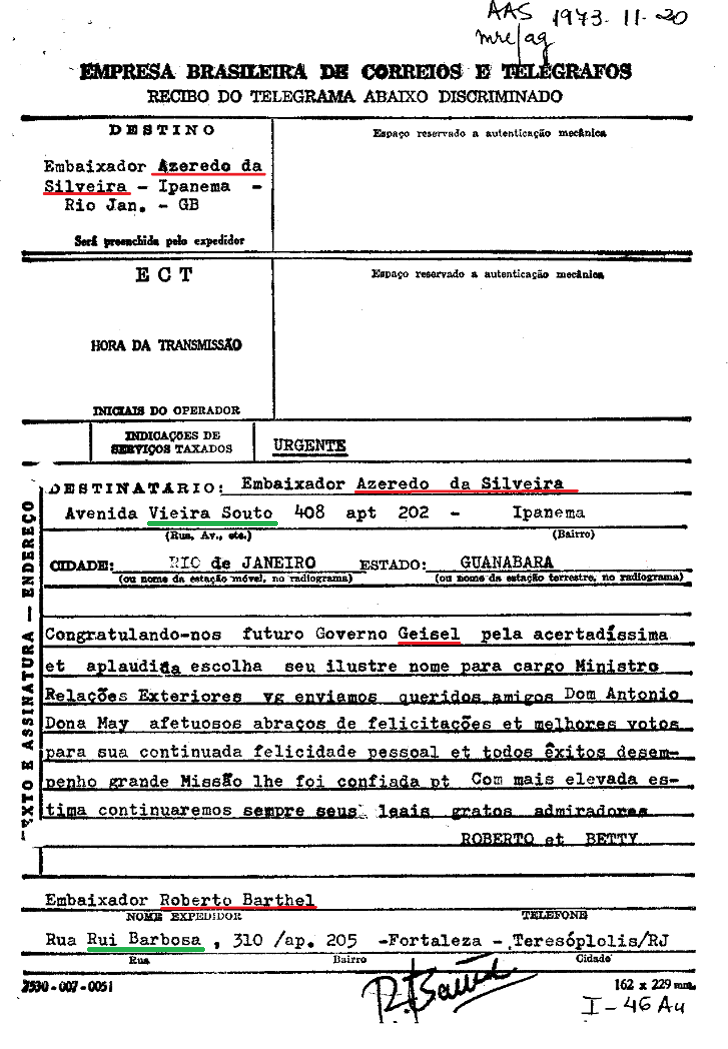 AAS 1973.11.20
mre/ag
EMPRESA BRASILEIRA DE CORREIOS E TELÉGRAFOS
RECIBO DO TELEGRAMA ABAIXO DISCRIMINADO
DESTINO
Espaço reservado a autenticação mecânica
Embaixador Azeredo da
Silveira - Ipanema -
Rio Jan. - GB
Será preenchida pelo expedidor
ECT
Espaço reservado a autenticação mecânica
HORA DA TRANSMISSÃO
INICIAIS DO OPERADOR
INDICAÇÕES DE
SERVIÇOS TAXADOS
URGENTE
TEXTO E ASSINATURA — ENDEREÇO
DESTINATÁRIO: Embaixador Azeredo da Silveira
Avenida Vieira Souto 408 apt 202 - Ipanema
(Rua, Av., etc.) (Bairro)
CIDADE: RIO de JANEIRO ESTADO: GUANABARA
(ou nome da estação móvel, no radiograma) (ou nome da estação terrestre, no radiograma)
Congratulando-nos futuro Governo Geisel pela acertadíssima
et aplaudida escolha seu ilustre nome para cargo Ministro
Relações Exteriores vg enviamos queridos amigos Dom Antonio
Dona May afetuosos abraços de felicitações et melhores votos
para sua continuada felicidade pessoal et todos êxitos desem-
penho grande Missão lhe foi confiada pt Com mais elevada es-
tima continuaremos sempre seus leais gratos admiradores
ROBERTO et BETTY
Embaixador Roberto Barthel
NOME EXPEDIDOR TELEFONE
Rua Rui Barbosa , 310 /ap. 205 -Fortaleza - Teresóplolis/RJ
Rua Bairro Cidade
2530-007-0051
162 x 229 mm.
I-46 Au